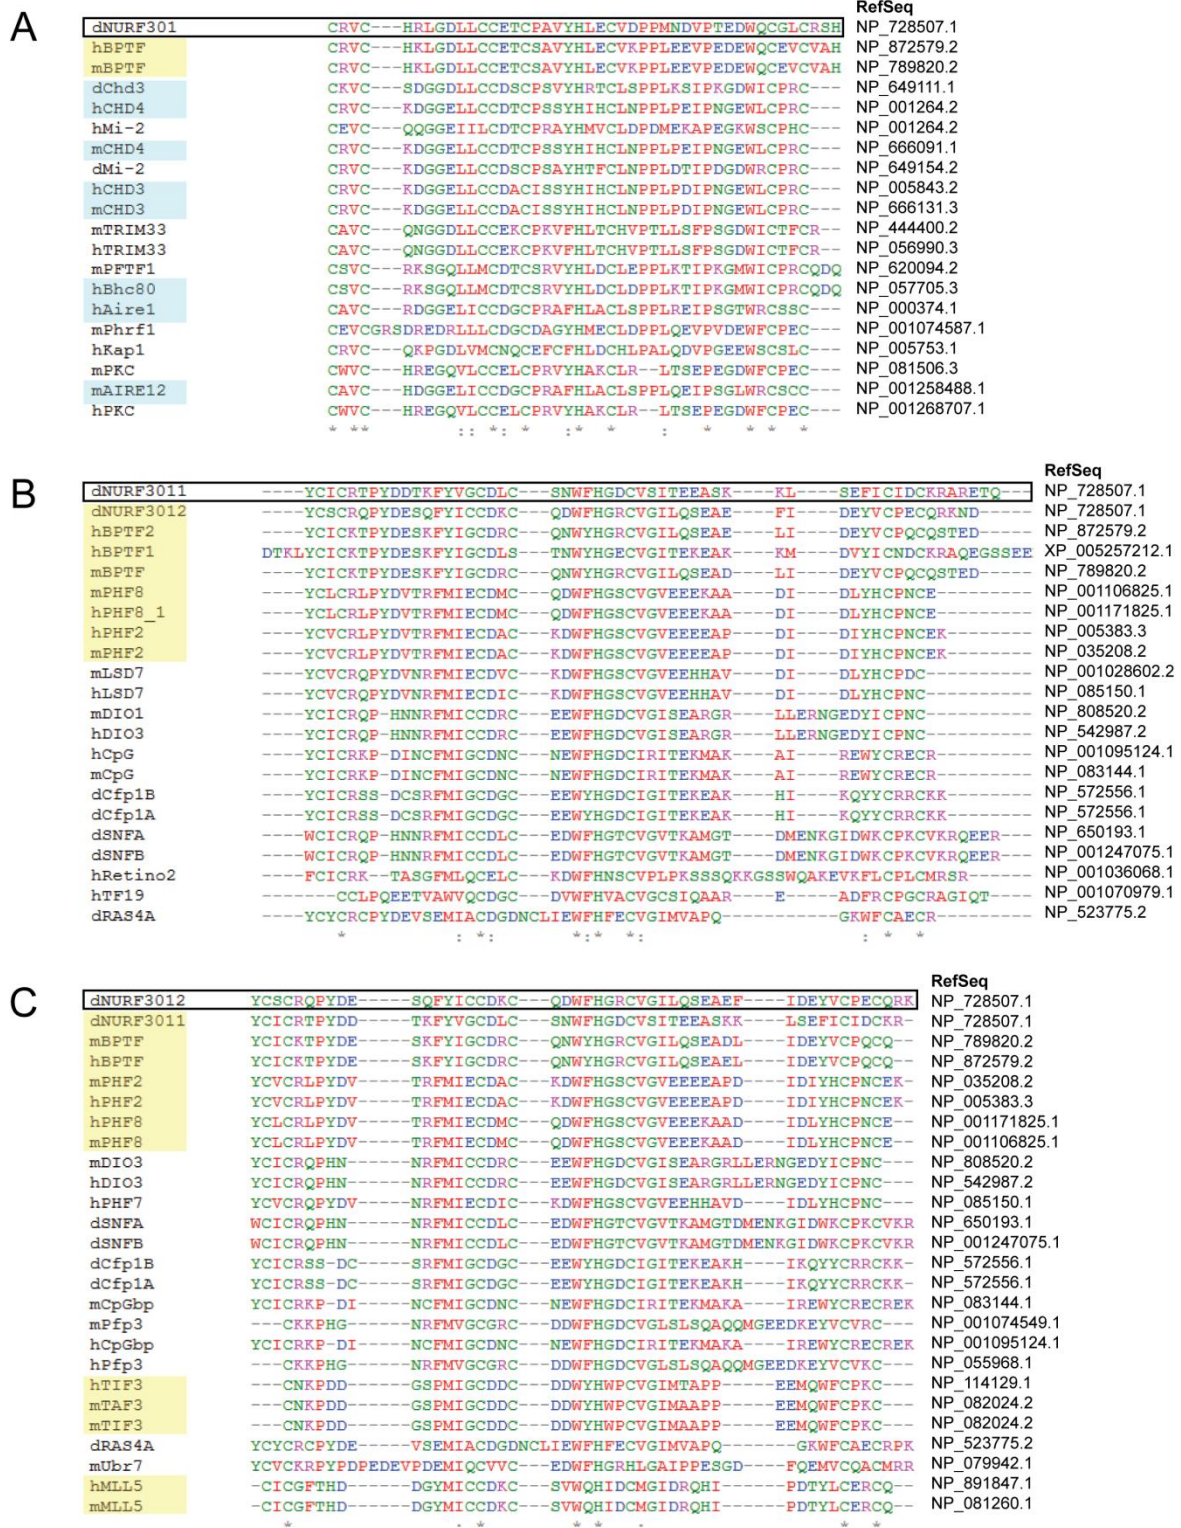 A
RefSeq
dNURF301 CRVC---HRLGDLLCCETCPAVYHLECVDPPMNDVPTEDWQCGLCRSH NP_728507.1
hBPTF CRVC---HKLGDLLCCETCSAVYHLECVKPPLEEVPEDEWQCEVCVAH NP_872579.2
mBPTF CRVC---HKLGDLLCCETCSAVYHLECVKPPLEEVPEDEWQCEVCVAH NP_789820.2
dChd3 CKVC---SDGGDLLCCDSCPSVYHRTCLSPPLKSIPKGDWICPRC--- NP_649111.1
hCHD4 CRVC---KDGGELLCCDTCPSSYHIHCLNPPLPEIPNGEWLCPRC--- NP_001264.2
hMi-2 CEVC---QQGGEIILCDTCPRAYHMVCLDPDMEKAPEGKWSCPHC--- NP_001264.2
mCHD4 CRVC---KDGGELLCCDTCPSSYHIHCLNPPLPEIPNGEWLCPRC--- NP_666091.1
dMi-2 CRVC---KDGGELLCCDSCPSAYHTFCLNPPLDTIPDGDWRCPRC--- NP_649154.2
hCHD3 CRVC---KDGGELLCCDACISSYHIHCLNPPLPDIPNGEWLCPRC--- NP_005843.2
mCHD3 CRVC---KDGGELLCCDACISSYHIHCLNPPLPDIPNGEWLCPRC--- NP_666131.3
mTRIM33 CAVC---QNGGDLLCCEKCPKVFHLTCHVPTLLSFPSGDWICTFCR-- NP_444400.2
hTRIM33 CAVC---QNGGDLLCCEKCPKVFHLTCHVPTLLSFPSGDWICTFCR-- NP_056990.3
mPFTF1 CSVC---RKSGQLLMCDTCSRVYHLDCLEPPLKTIPKGMWICPRCQDQ NP_620094.2
hBhc80 CSVC---RKSGQLLMCDTCSRVYHLDCLDPPLKTIPKGMWICPRCQDQ NP_057705.3
hAire1 CAVC---RDGGELICCDGCPRAFHLACLSPPLREIPSGTWRCSSC--- NP_000374.1
mPhrf1 CEVCGRSDREDRLLLCDGCDAGYHMECLDPPLQEVPVDEWFCPEC--- NP_001074587.1
hKap1 CRVC---QKPGDLVMCNQCEFCFHLDCHLPALQDVPGEEWSCSLC--- NP_005753.1
mPKC CWVC---HREGQVLCCELCPRVYHAKCLR--LTSEPEGDWFCPEC--- NP_081506.3
mAIRE12 CAVC---HDGGELICCDGCPRAFHLACLSPPLQEIPSGLWRCSCC--- NP_001258488.1
hPKC CWVC---HREGQVLCCELCPRVYHAKCLR--LTSEPEGDWFCPEC--- NP_001268707.1
* ** :: *: * :* * : * * * *
B
RefSeq
dNURF3011 ----YCICRTPYDDTKFYVGCDLC---SNWFHGDCVSITEEASK----KL----SEFICIDCKRARETQ--- NP_728507.1
dNURF3012 ----YCSCRQPYDESQFYICCDKC---QDWFHGRCVGILQSEAE----FI----DEYVCPECQRKND----- NP_728507.1
hBPTF2 ----YCICKTPYDESKFYIGCDRC---QNWYHGRCVGILQSEAE----LI----DEYVCPQCQSTED----- NP_872579.2
hBPTF1 DTKLYCICKTPYDESKFYIGCDLS---TNWYHGECVGITEKEAK----KM----DVYICNDCKRAQEGSSEE XP_005257212.1
mBPTF ----YCICKTPYDESKFYIGCDRC---QNWYHGRCVGILQSEAD----LI----DEYVCPQCQSTED----- NP_789820.2
mPHF8 ----YCLCRLPYDVTRFMIECDMC---QDWFHGSCVGVEEEKAA----DI----DLYHCPNCE--------- NP_001106825.1
hPHF8_1 ----YCLCRLPYDVTRFMIECDMC---QDWFHGSCVGVEEEKAA----DI----DLYHCPNCE--------- NP_001171825.1
hPHF2 ----YCVCRLPYDVTRFMIECDAC---KDWFHGSCVGVEEEEAP----DI----DIYHCPNCEK-------- NP_005383.3
mPHF2 ----YCVCRLPYDVTRFMIECDAC---KDWFHGSCVGVEEEEAP----DI----DIYHCPNCEK-------- NP_035208.2
mLSD7 ----YCVCRQPYDVNRFMIECDVC---KDWFHGSCVGVEEHHAV----DI----DLYHCPDC---------- NP_001028602.2
hLSD7 ----YCVCRQPYDVNRFMIECDIC---KDWFHGSCVGVEEHHAV----DI----DLYHCPNC---------- NP_085150.1
mDIO1 ----YCICRQP-HNNRFMICCDRC---EEWFHGDCVGISEARGR----LLERNGEDYICPNC---------- NP_808520.2
hDIO3 ----YCICRQP-HNNRFMICCDRC---EEWFHGDCVGISEARGR----LLERNGEDYICPNC---------- NP_542987.2
hCpG ----YCICRKP-DINCFMIGCDNC---NEWFHGDCIRITEKMAK----AI----REWYCRECR--------- NP_001095124.1
mCpG ----YCICRKP-DINCFMIGCDNC---NEWFHGDCIRITEKMAK----AI----REWYCRECR--------- NP_083144.1
dCfp1B ----YCICRSS-DCSRFMIGCDGC---EEWYHGDCIGITEKEAK----HI----KQYYCRRCKK-------- NP_572556.1
dCfp1A ----YCICRSS-DCSRFMIGCDGC---EEWYHGDCIGITEKEAK----HI----KQYYCRRCKK-------- NP_572556.1
dSNFA ----WCICRQP-HNNRFMICCDLC---EDWFHGTCVGVTKAMGT----DMENKGIDWKCPKCVKRQEER--- NP_650193.1
dSNFB ----WCICRQP-HNNRFMICCDLC---EDWFHGTCVGVTKAMGT----DMENKGIDWKCPKCVKRQEER--- NP_001247075.1
hRetino2 ----FCICRK--TASGFMLQCELC---KDWFHNSCVPLPKSSSQKKGSSWQAKEVKFLCPLCMRSR------ NP_001036068.1
hTF19 -------CCLPQEETVAWVQCDGC---DVWFHVACVGCSIQAAR----E-----ADFRCPGCRAGIQT---- NP_001070979.1
dRAS4A ----YCYCRCPYDEVSEMIACDGDNCLIEWFHFECVGIMVAPQ-----------GKWFCAECR--------- NP_523775.2
* : *: *:* *: : * *
C
RefSeq
dNURF3012 YCSCRQPYDE-----SQFYICCDKC---QDWFHGRCVGILQSEAEF----IDEYVCPECQRK NP_728507.1
dNURF3011 YCICRTPYDD-----TKFYVGCDLC---SNWFHGDCVSITEEASKK----LSEFICIDCKR- NP_728507.1
mBPTF YCICKTPYDE-----SKFYIGCDRC---QNWYHGRCVGILQSEADL----IDEYVCPQCQ-- NP_789820.2
hBPTF YCICKTPYDE-----SKFYIGCDRC---QNWYHGRCVGILQSEAEL----IDEYVCPQCQ-- NP_872579.2
mPHF2 YCVCRLPYDV-----TRFMIECDAC---KDWFHGSCVGVEEEEAPD----IDIYHCPNCEK- NP_035208.2
hPHF2 YCVCRLPYDV-----TRFMIECDAC---KDWFHGSCVGVEEEEAPD----IDIYHCPNCEK- NP_005383.3
hPHF8 YCLCRLPYDV-----TRFMIECDMC---QDWFHGSCVGVEEEKAAD----IDLYHCPNCE-- NP_001171825.1
mPHF8 YCLCRLPYDV-----TRFMIECDMC---QDWFHGSCVGVEEEKAAD----IDLYHCPNCE-- NP_001106825.1
mDIO3 YCICRQPHN------NRFMICCDRC---EEWFHGDCVGISEARGRLLERNGEDYICPNC--- NP_808520.2
hDIO3 YCICRQPHN------NRFMICCDRC---EEWFHGDCVGISEARGRLLERNGEDYICPNC--- NP_542987.2
hPHF7 YCVCRQPYDV-----NRFMIECDIC---KDWFHGSCVGVEEHHAVD----IDLYHCPNC--- NP_085150.1
dSNFA WCICRQPHN------NRFMICCDLC---EDWFHGTCVGVTKAMGTDMENKGIDWKCPKCVKR NP_650193.1
dSNFB WCICRQPHN------NRFMICCDLC---EDWFHGTCVGVTKAMGTDMENKGIDWKCPKCVKR NP_001247075.1
dCfp1B YCICRSS-DC-----SRFMIGCDGC---EEWYHGDCIGITEKEAKH----IKQYYCRRCKK- NP_572556.1
dCfp1A YCICRSS-DC-----SRFMIGCDGC---EEWYHGDCIGITEKEAKH----IKQYYCRRCKK- NP_572556.1
mCpGbp YCICRKP-DI-----NCFMIGCDNC---NEWFHGDCIRITEKMAKA----IREWYCRECREK NP_083144.1
mPfp3 ---CKKPHG------NRFMVGCGRC---DDWFHGDCVGLSLSQAQQMGEEDKEYVCVRC--- NP_001074549.1
hCpGbp YCICRKP-DI-----NCFMIGCDNC---NEWFHGDCIRITEKMAKA----IREWYCRECREK NP_001095124.1
hPfp3 ---CKKPHG------NRFMVGCGRC---DDWFHGDCVGLSLSQAQQMGEEDKEYVCVKC--- NP_055968.1
hTIF3 ---CNKPDD------GSPMIGCDDC---DDWYHWPCVGIMTAPP-----EEMQWFCPKC--- NP_114129.1
mTAF3 ---CNKPDD------GSPMIGCDDC---DDWYHWPCVGIMAAPP-----EEMQWFCPKC--- NP_082024.2
mTIF3 ---CNKPDD------GSPMIGCDDC---DDWYHWPCVGIMAAPP-----EEMQWFCPKC--- NP_082024.2
dRAS4A YCYCRCPYDE-----VSEMIACDGDNCLIEWFHFECVGIMVAPQ-------GKWFCAECRPK NP_523775.2
mUbr7 YCVCKRPYPDPEDEVPDEMIQCVVC---EDWFHGRHLGAIPPESGD----FQEMVCQACMRR NP_079942.1
hMLL5 -CICGFTHD------DGYMICCDKC---SVWQHIDCMGIDRQHI------PDTYLCERCQ-- NP_891847.1
mMLL5 -CICGFTHD------DGYMICCDKC---SVWQHIDCMGIDRQHI------PDTYLCERCQ-- NP_081260.1
* . * * * . * *